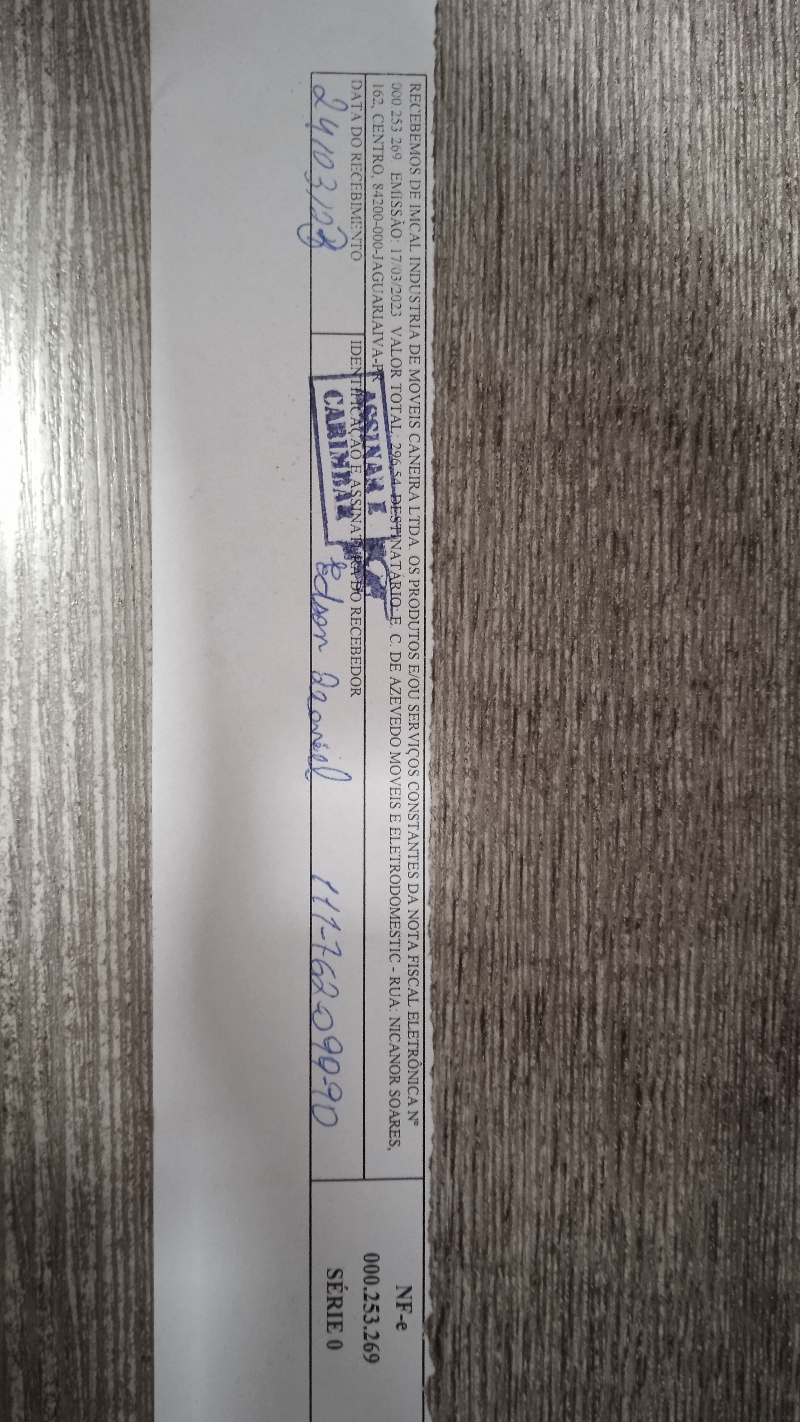 RECEBEMOS DE IMCAL INDUSTRIA DE MOVEIS CANEIRA LTDA. OS PRODUTOS E/OU SERVIÇOS CONSTANTES DA NOTA FISCAL ELETRÔNICA Nº
000 253 269 EMISSÃO: 17/03/2023 VALOR TOTAL: 296,54 DESTINATÁRIO: E. C. DE AZEVEDO MOVEIS E ELETRODOMESTIC - RUA: NICANOR SOARES,
162, CENTRO, 84200-000-JAGUARIAIVA-PR
DATA DO RECEBIMENTO
24/03/23
IDENTIFICAÇÃO E ASSINATURA DO RECEBEDOR
ASSINAR E
CARIMBAR
Edson
111-762-099-90
NF-e
000.253.269
SÉRIE 0